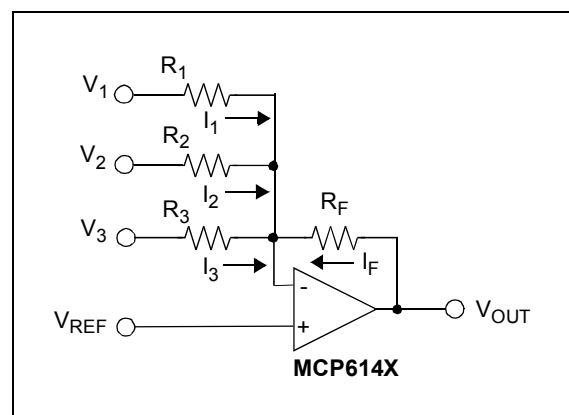 R1
V1
I1
R2
V2
I2
R3
RF
V3
I3
IF
-
VREF
+
VOUT
MCP614X